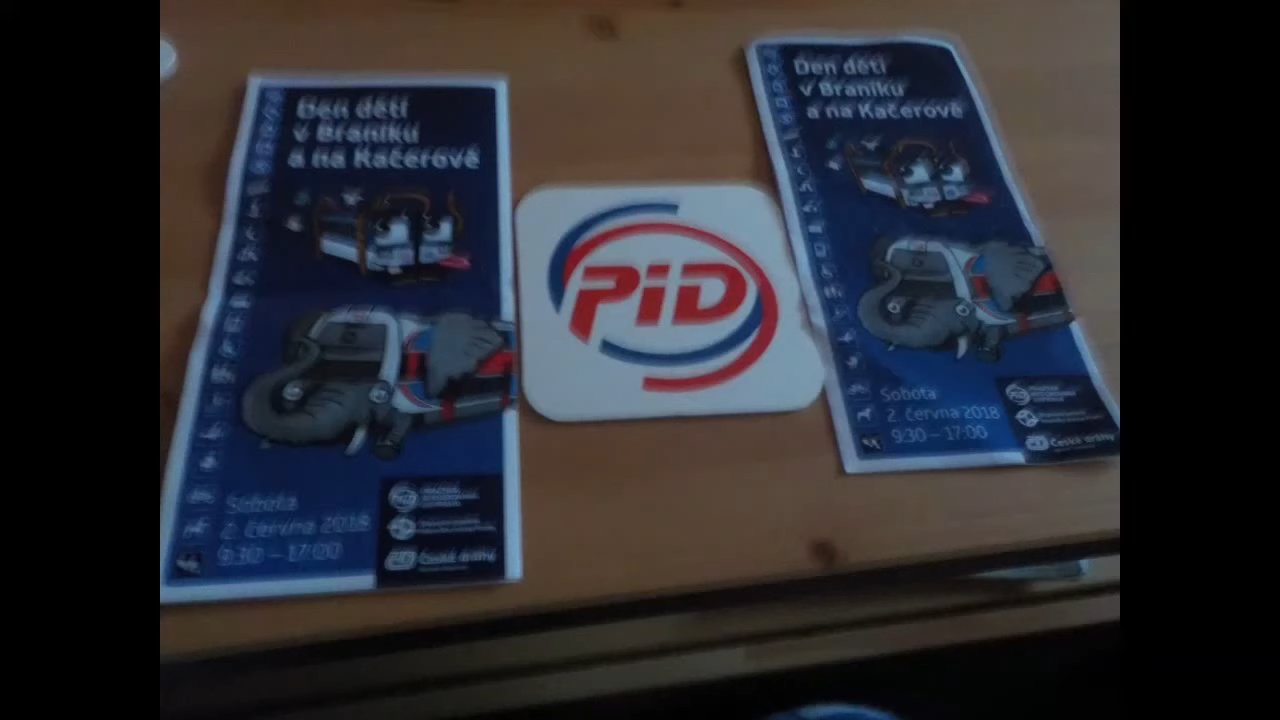 Den dětí
v Braníku
a na Kačerově
Sobota
2. června 2018
9:30 – 17:00
České dráhy
PID
Den dětí
v Braníku
a na Kačerově
Sobota
2. června 2018
9:30 – 17:00
České dráhy